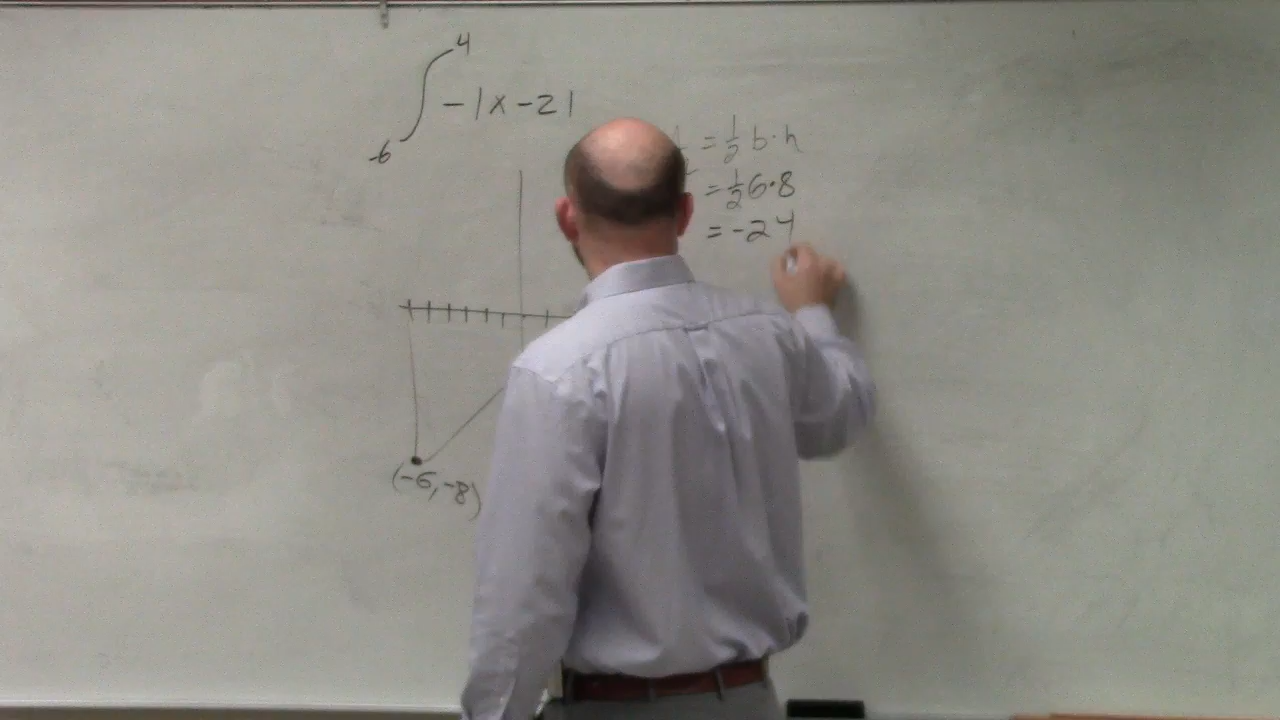 ∫ 4
-|x-2|
-6
= 1/2 b·h
= 1/2 6·8
= -24
(-6,-8)